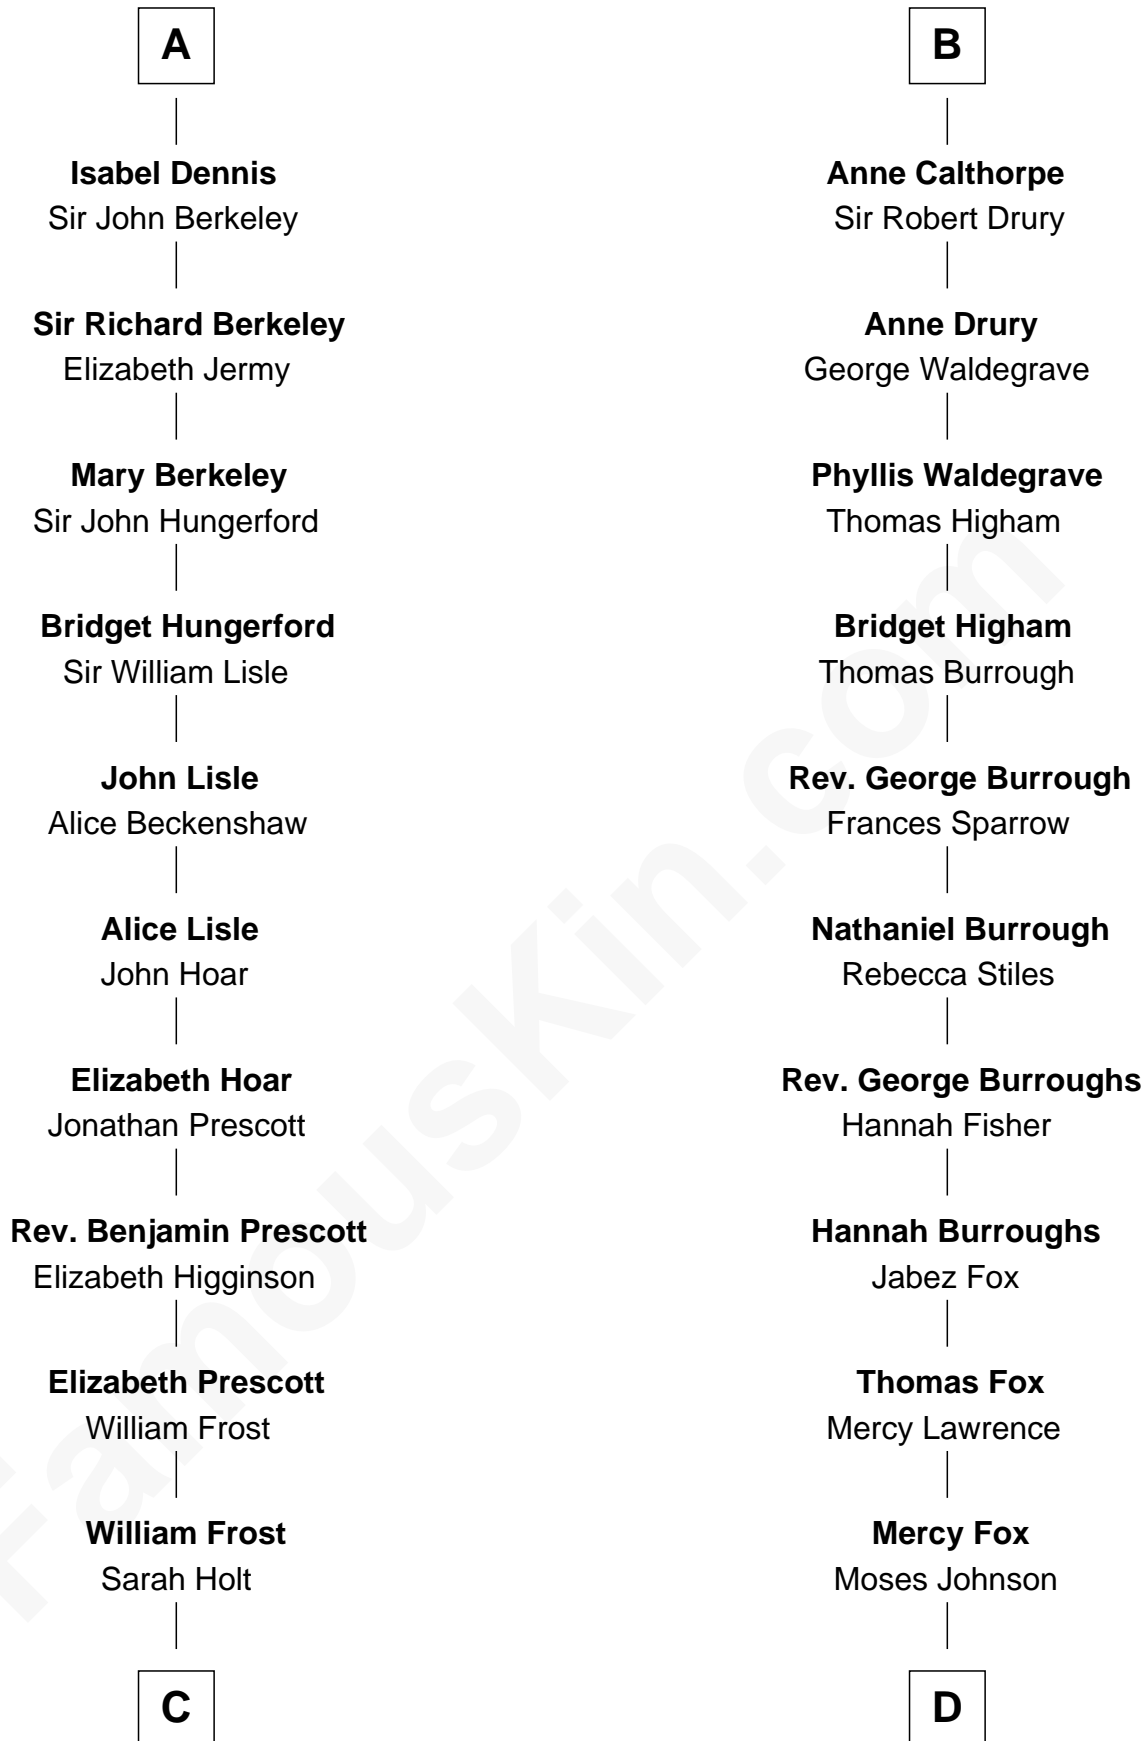 A
Isabel Dennis
Sir John Berkeley
Sir Richard Berkeley
Elizabeth Jermy
Mary Berkeley
Sir John Hungerford
Bridget Hungerford
Sir William Lisle
John Lisle
Alice Beckenshaw
Alice Lisle
John Hoar
Elizabeth Hoar
Jonathan Prescott
Rev. Benjamin Prescott
Elizabeth Higginson
Elizabeth Prescott
William Frost
William Frost
Sarah Holt
C
B
Anne Calthorpe
Sir Robert Drury
Anne Drury
George Waldegrave
Phyllis Waldegrave
Thomas Higham
Bridget Higham
Thomas Burrough
Rev. George Burrough
Frances Sparrow
Nathaniel Burrough
Rebecca Stiles
Rev. George Burroughs
Hannah Fisher
Hannah Burroughs
Jabez Fox
Thomas Fox
Mercy Lawrence
Mercy Fox
Moses Johnson
D
FamousKin.com